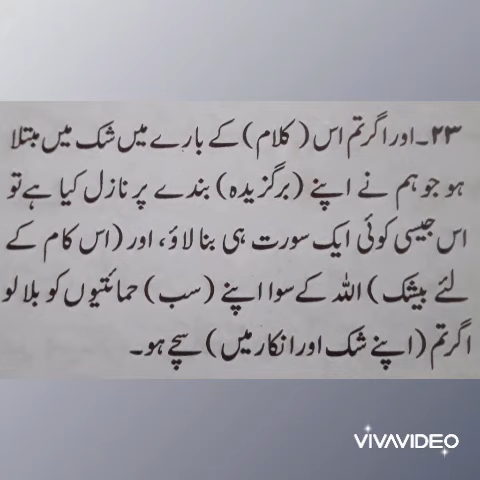 ۲۳۔ اور اگر تم اس (کلام) کے بارے میں شک میں مبتلا
ہو جو ہم نے اپنے (برگزیدہ) بندے پر نازل کیا ہے تو
اس جیسی کوئی ایک سورت ہی بنا لاؤ، اور (اس کام کے
لئے بیشک) اللہ کے سوا اپنے (سب) حمائتیوں کو بلا لو
اگر تم (اپنے شک اور انکار میں) سچے ہو۔
VIVAVIDEO